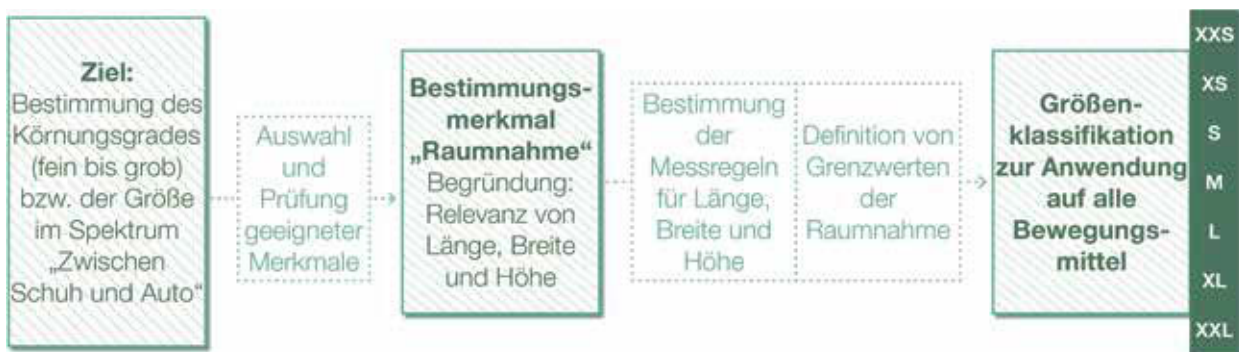 Ziel:
Bestimmung des
Körnungsgrades
(fein bis grob)
bzw. der Größe
im Spektrum
„Zwischen
Schuh und Auto“
Auswahl
und
Prüfung
geeigneter
Merkmale
Bestimmungs-
merkmal
„Raumnahme“
Begründung:
Relevanz von
Länge, Breite
und Höhe
Bestimmung
der
Messregeln
für Länge,
Breite und
Höhe
Definition von
Grenzwerten
der
Raumnahme
Größen-
klassifikation
zur Anwendung
auf alle
Bewegungs-
mittel
XXS
XS
S
M
L
XL
XXL